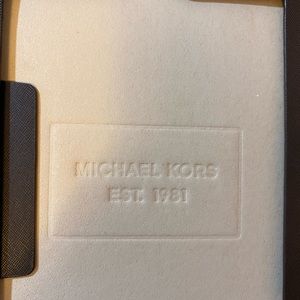 MICHAEL KORS
EST. 1981